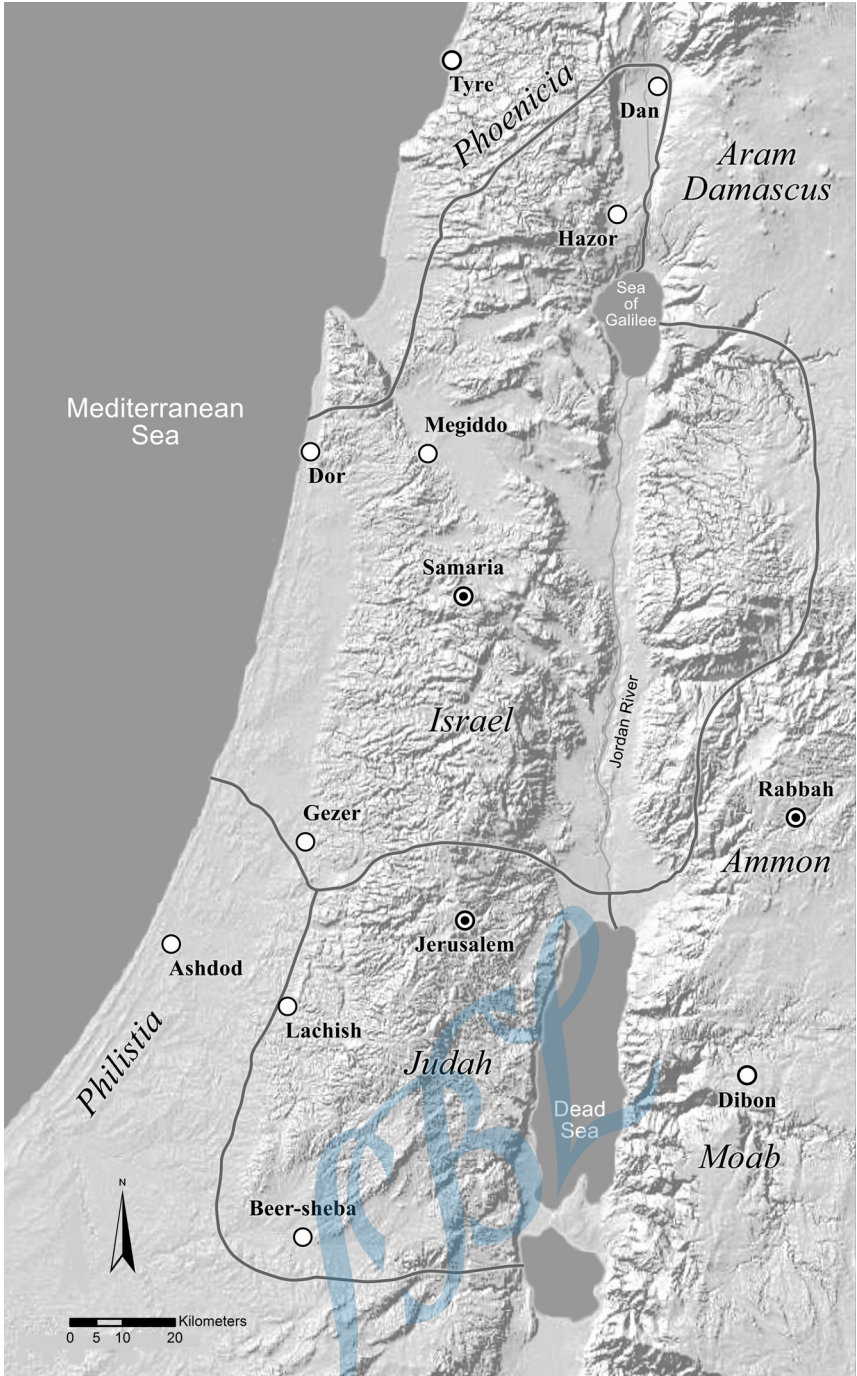 Tyre
Phoenicia
Dan
Aram
Damascus
Hazor
Sea
of
Galilee
Mediterranean
Sea
Megiddo
Dor
Samaria
Israel
Jordan River
Rabbah
Gezer
Ammon
Jerusalem
Ashdod
Lachish
Philistia
Judah
Dibon
Dead
Sea
Moab
Beer-sheba
N
Kilometers
0 5 10 20
SBL